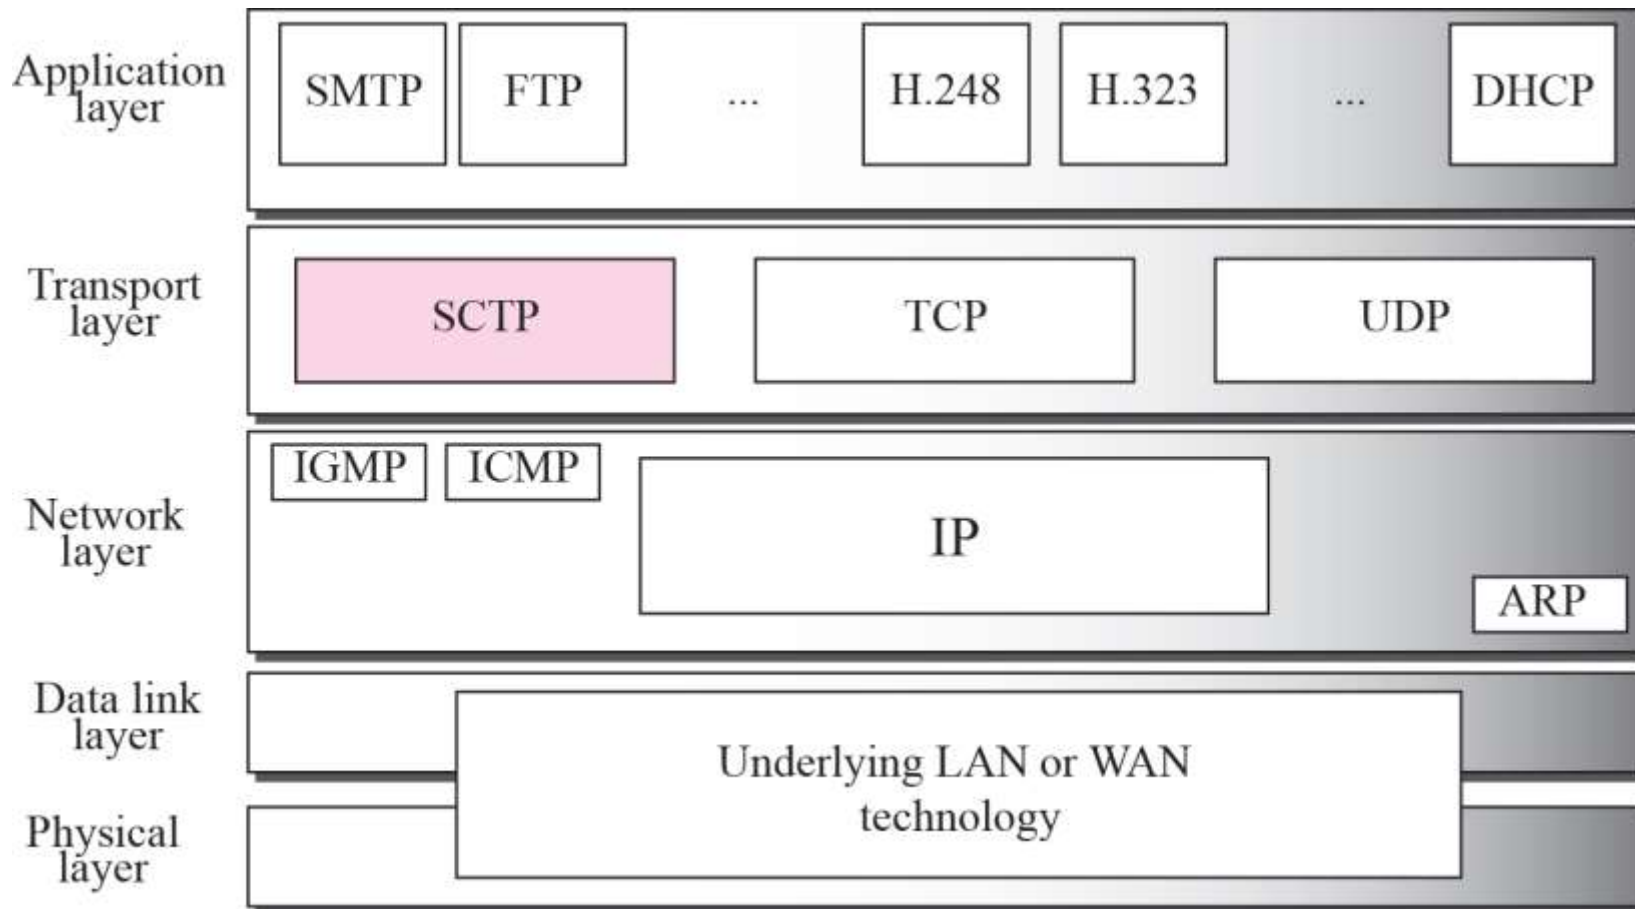 Application
layer
SMTP
FTP
...
H.248
H.323
...
DHCP
Transport
layer
SCTP
TCP
UDP
Network
layer
IGMP
ICMP
IP
ARP
Data link
layer
Underlying LAN or WAN
technology
Physical
layer